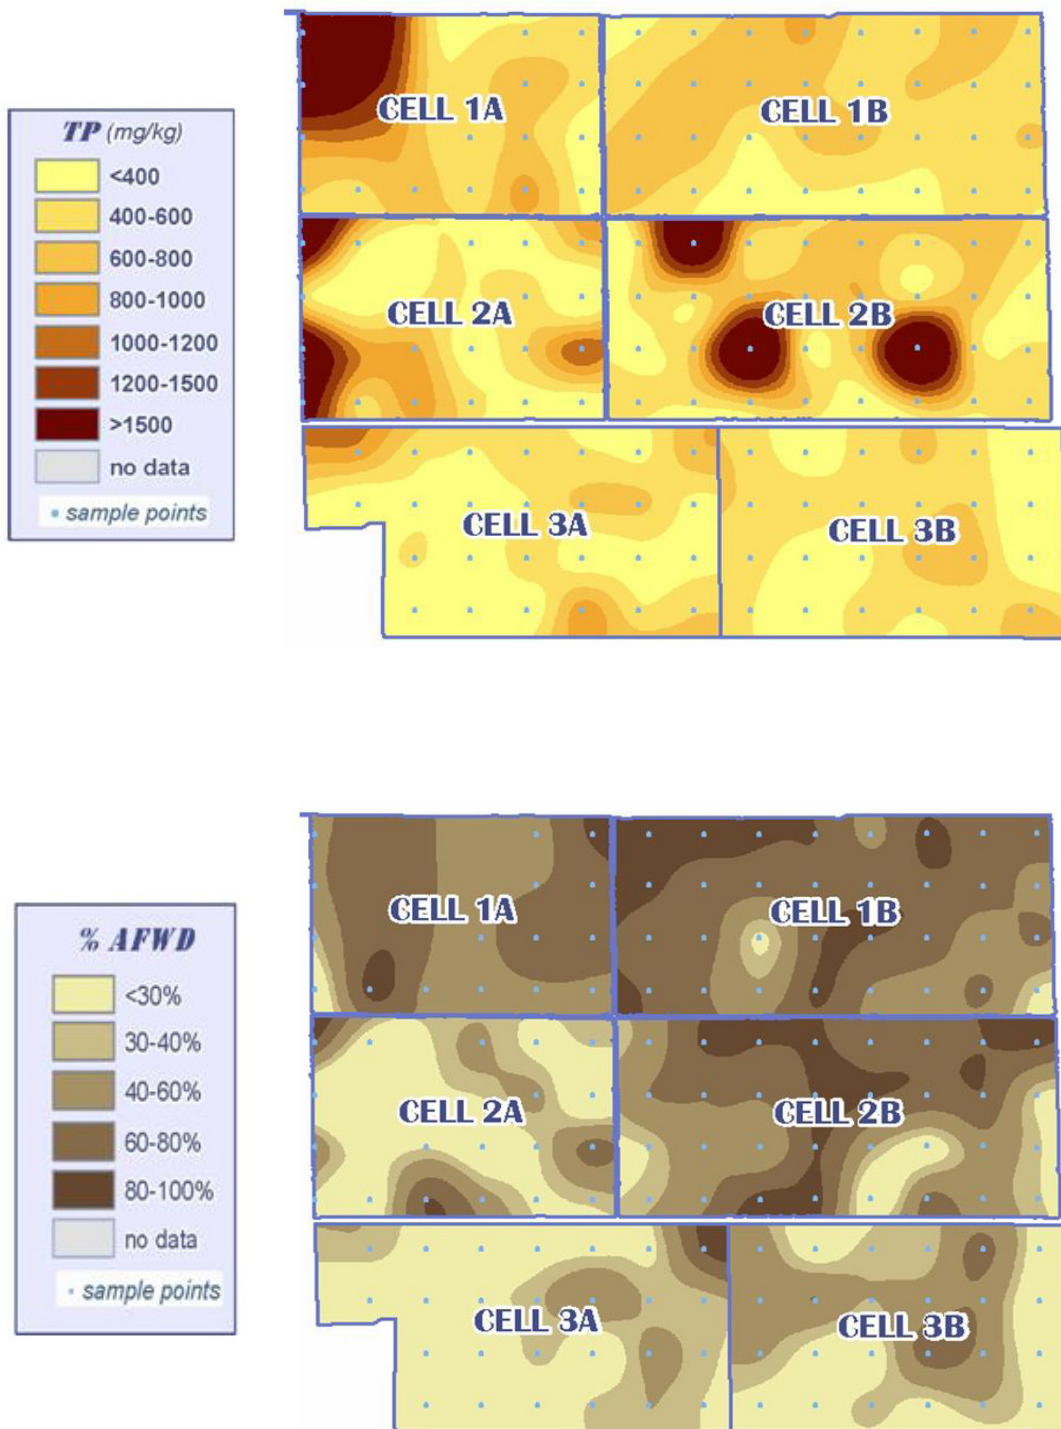 TP (mg/kg)
<400
400-600
600-800
800-1000
1000-1200
1200-1500
>1500
no data
sample points
CELL 1A
CELL 1B
CELL 2A
CELL 2B
CELL 3A
CELL 3B
% AFWD
<30%
30-40%
40-60%
60-80%
80-100%
no data
sample points
CELL 1A
CELL 1B
CELL 2A
CELL 2B
CELL 3A
CELL 3B